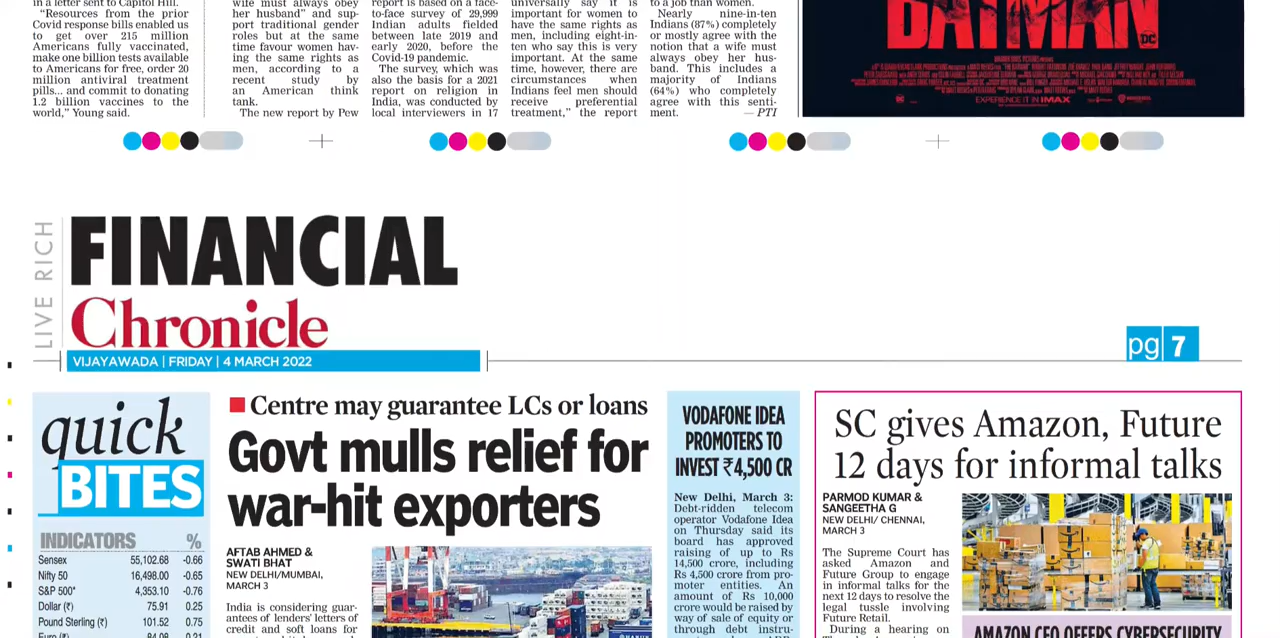 in a letter sent to Capitol Hill.
"Resources from the prior
Covid response bills enabled us
to get over 215 million
Americans fully vaccinated,
make one billion tests available
to Americans for free, order 20
million antiviral treatment
pills... and commit to donating
1.2 billion vaccines to the
world," Young said.
wife must always obey
her husband" and sup-
port traditional gender
roles but at the same
time favour women hav-
ing the same rights as
men, according to a
recent study by
an American think
tank.
The new report by Pew
report is based on a face-
to-face survey of 29,999
Indian adults fielded
between late 2019 and
early 2020, before the
Covid-19 pandemic.
The survey, which was
also the basis for a 2021
report on religion in
India, was conducted by
local interviewers in 17
universally say it is
important for women to
have the same rights as
men, including eight-in-
ten who say this is very
important. At the same
time, however, there are
circumstances when
Indians feel men should
receive preferential
treatment," the report
to a job than women.
Nearly nine-in-ten
Indians (87%) completely
or mostly agree with the
notion that a wife must
always obey her hus-
band. This includes a
majority of Indians
(64%) who completely
agree with this senti-
ment. — PTI
BATMAN
DC
EXPERIENCE IT IN IMAX
LIVE RICH
FINANCIAL
Chronicle
VIJAYAWADA | FRIDAY | 4 MARCH 2022
pg 7
quick
BITES
INDICATORS %
Sensex 55,102.68 -0.66
Nifty 50 16,498.00 -0.65
S&P 500* 4,353.10 -0.76
Dollar (₹) 75.91 0.25
Pound Sterling (₹) 101.52 0.75
Centre may guarantee LCs or loans
Govt mulls relief for
war-hit exporters
AFTAB AHMED &
SWATI BHAT
NEW DELHI/MUMBAI,
MARCH 3
India is considering guar-
antees of lenders' letters of
credit and soft loans for
VODAFONE IDEA
PROMOTERS TO
INVEST ₹4,500 CR
New Delhi, March 3:
Debt-ridden telecom
operator Vodafone Idea
on Thursday said its
board has approved
raising of up to Rs
14,500 crore, including
Rs 4,500 crore from pro-
moter entities. An
amount of Rs 10,000
crore would be raised by
way of sale of equity or
through debt instru-
SC gives Amazon, Future
12 days for informal talks
PARMOD KUMAR &
SANGEETHA G
NEW DELHI/ CHENNAI,
MARCH 3
The Supreme Court has
asked Amazon and
Future Group to engage
in informal talks for the
next 12 days to resolve the
legal tussle involving
Future Retail.
During a hearing on
AMAZON CEO OFFERS CYBERSECURITY